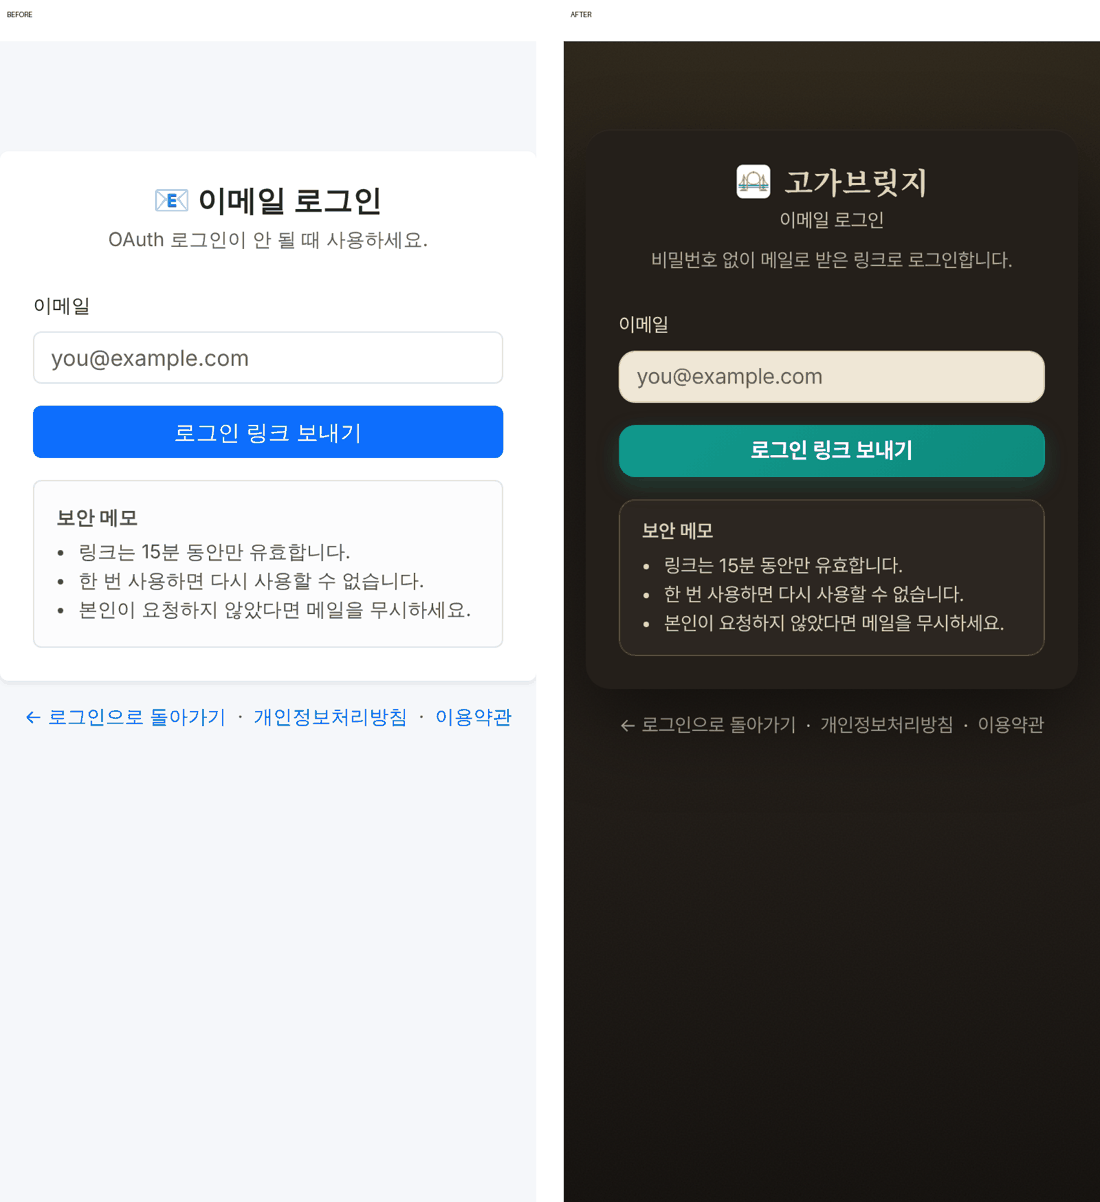 BEFORE
📧 이메일 로그인
OAuth 로그인이 안 될 때 사용하세요.
이메일
you@example.com
로그인 링크 보내기
보안 메모
• 링크는 15분 동안만 유효합니다.
• 한 번 사용하면 다시 사용할 수 없습니다.
• 본인이 요청하지 않았다면 메일을 무시하세요.
← 로그인으로 돌아가기 · 개인정보처리방침 · 이용약관
AFTER
고가브릿지
이메일 로그인
비밀번호 없이 메일로 받은 링크로 로그인합니다.
이메일
you@example.com
로그인 링크 보내기
보안 메모
• 링크는 15분 동안만 유효합니다.
• 한 번 사용하면 다시 사용할 수 없습니다.
• 본인이 요청하지 않았다면 메일을 무시하세요.
← 로그인으로 돌아가기 · 개인정보처리방침 · 이용약관